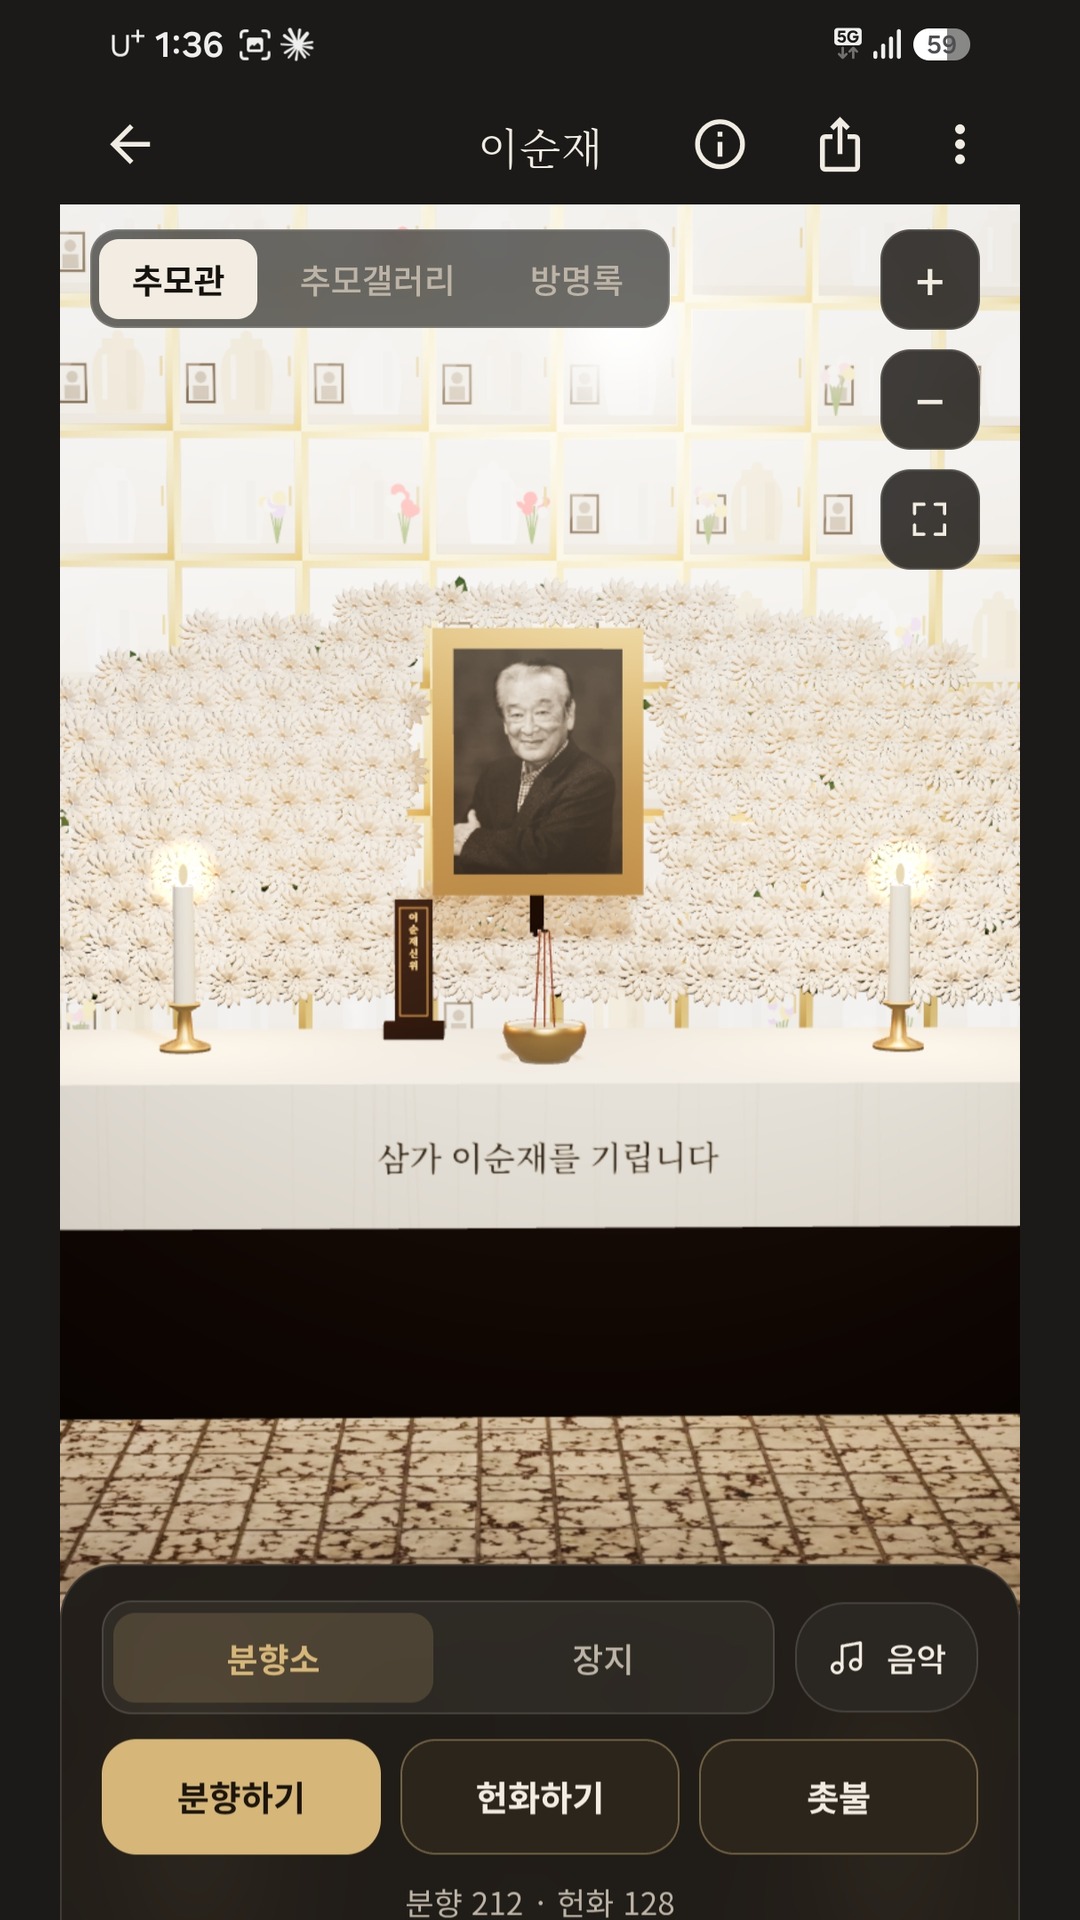 U+ 1:36 5G 59
이순재
추모관 추모갤러리 방명록
이순재신위
삼가 이순재를 기립니다
분향소 장지 음악
분향하기 헌화하기 촛불
분향 212 · 헌화 128